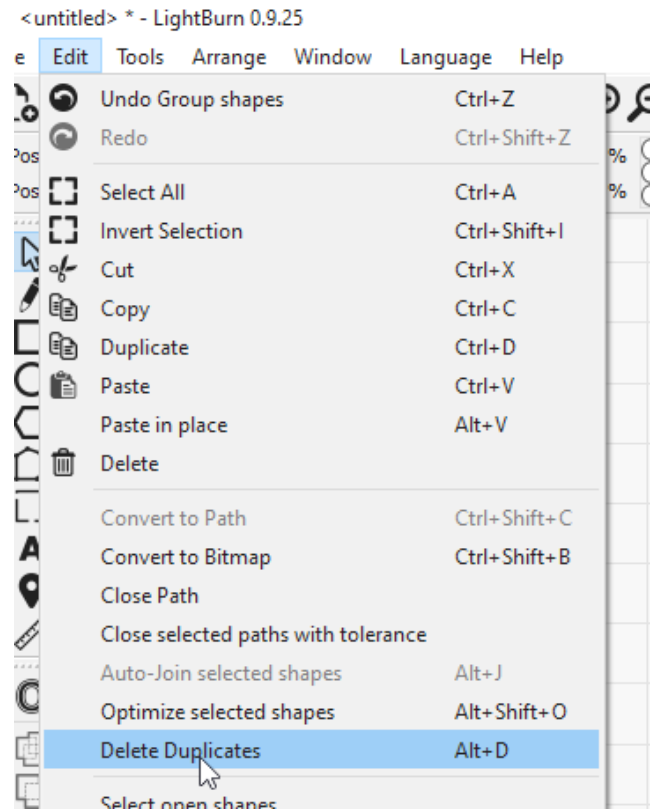 <untitled> * - LightBurn 0.9.25
e Edit Tools Arrange Window Language Help
Undo Group shapes Ctrl+Z
Redo Ctrl+Shift+Z
Pos %
Pos %
Select All Ctrl+A
Invert Selection Ctrl+Shift+I
Cut Ctrl+X
Copy Ctrl+C
Duplicate Ctrl+D
Paste Ctrl+V
Paste in place Alt+V
Delete
Convert to Path Ctrl+Shift+C
Convert to Bitmap Ctrl+Shift+B
Close Path
Close selected paths with tolerance
Auto-Join selected shapes Alt+J
Optimize selected shapes Alt+Shift+O
Delete Duplicates Alt+D
Select open shapes